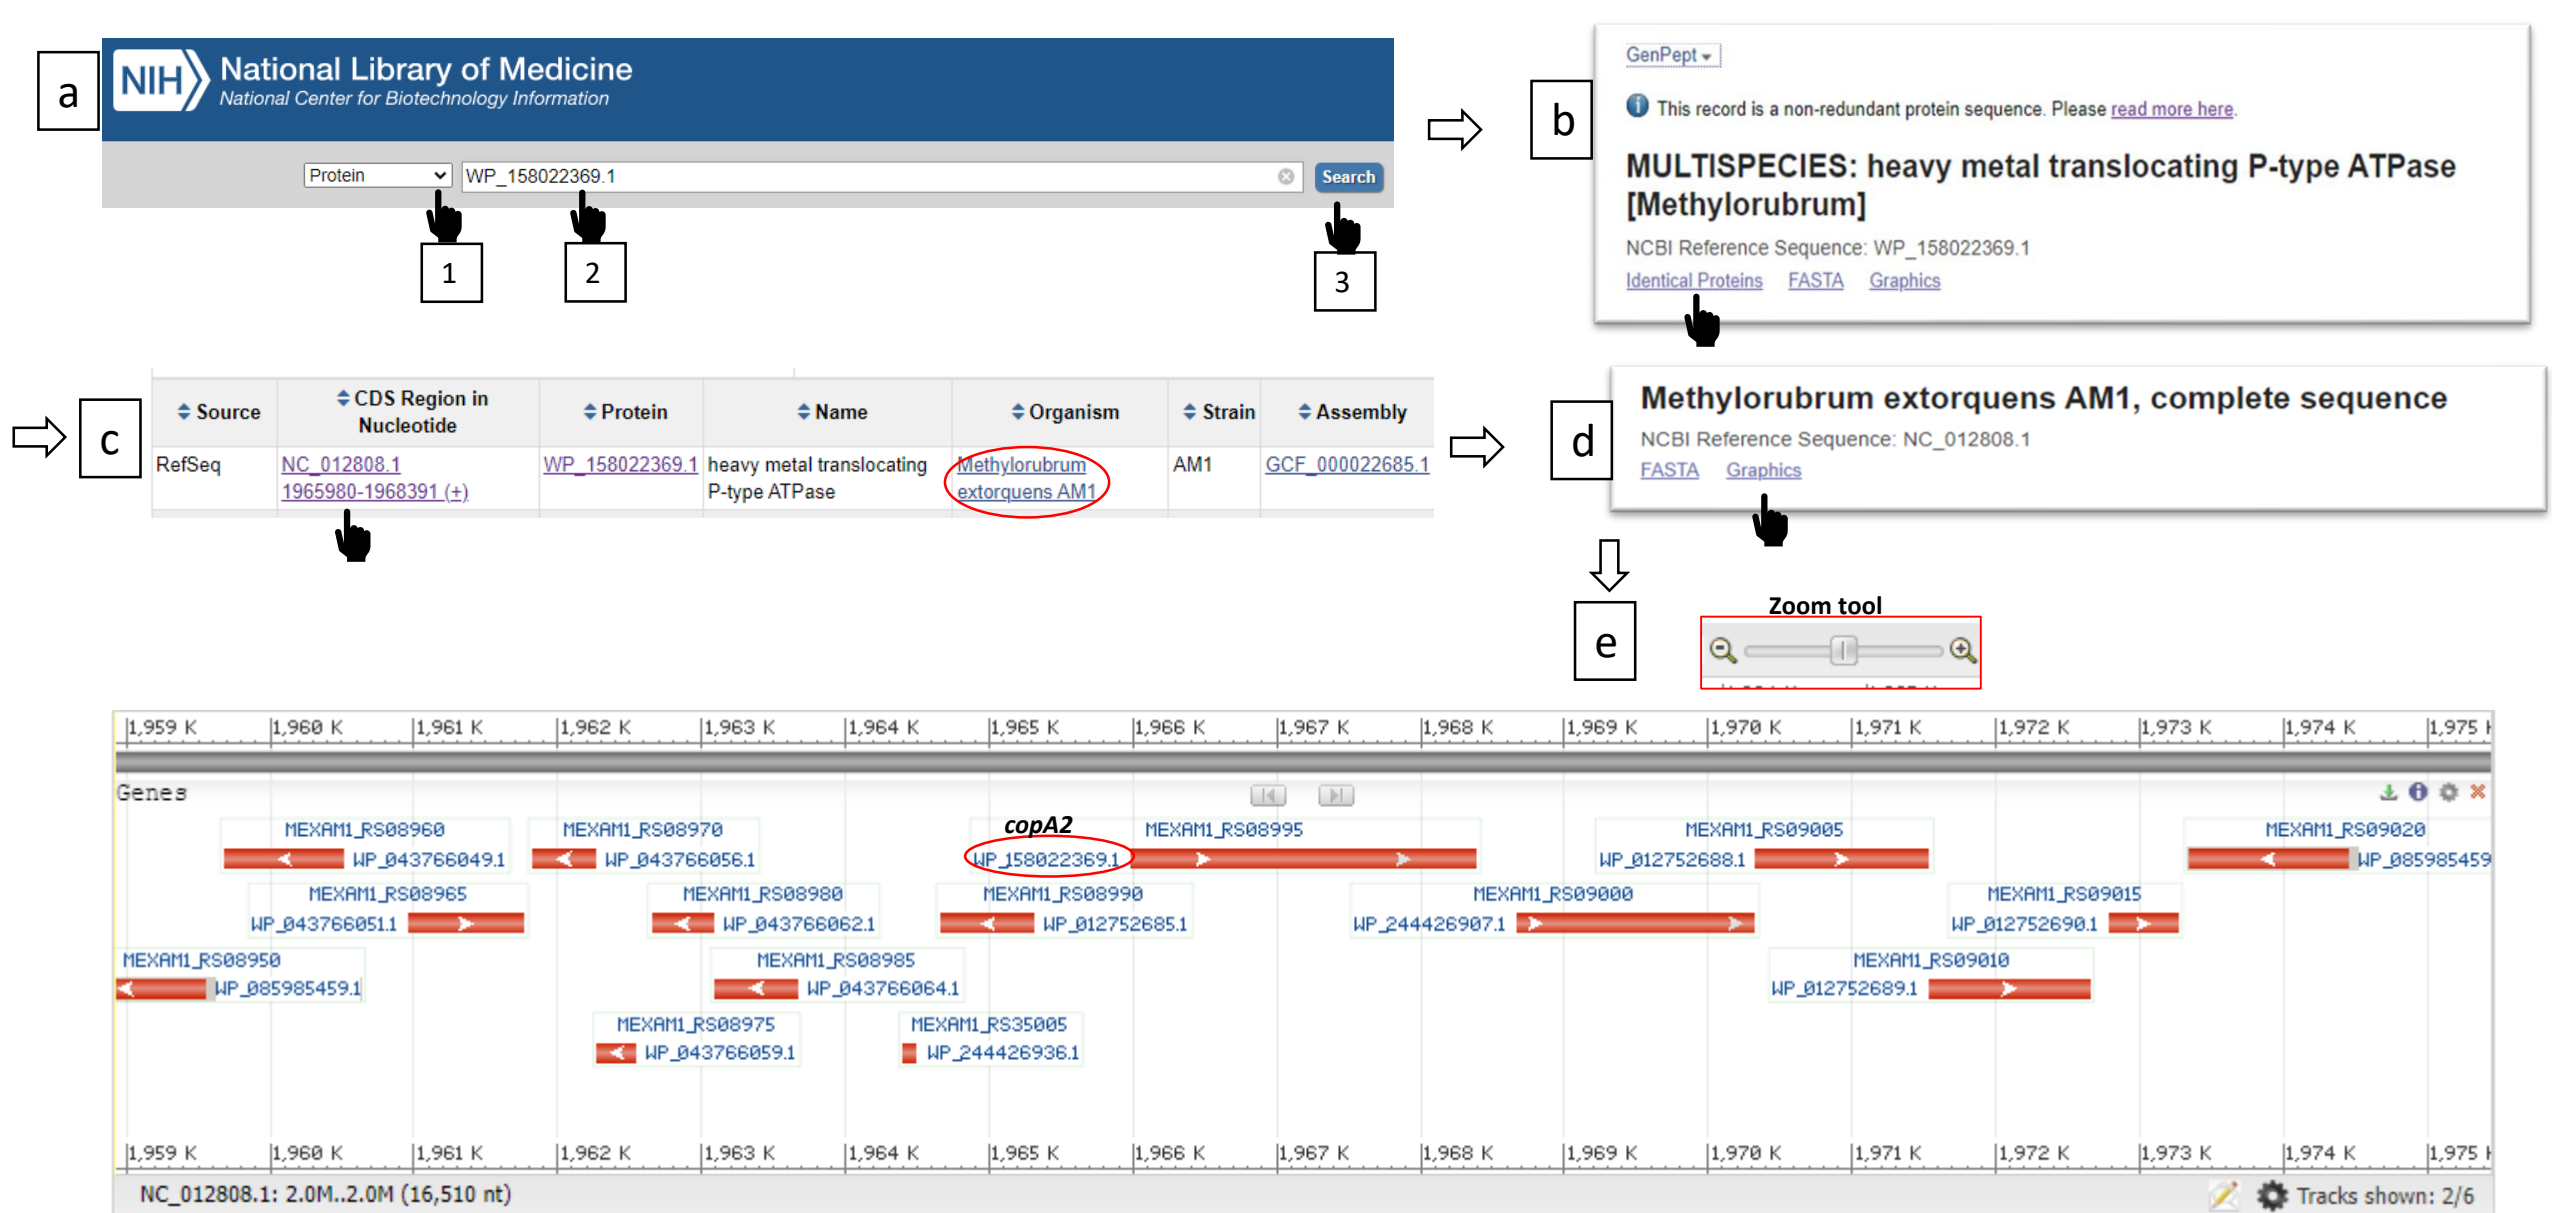 a
NIH
National Library of Medicine
National Center for Biotechnology Information
Protein
WP_158022369.1
Search
1
2
3
b
GenPept
This record is a non-redundant protein sequence. Please read more here.
MULTISPECIES: heavy metal translocating P-type ATPase
[Methylorubrum]
NCBI Reference Sequence: WP_158022369.1
Identical Proteins FASTA Graphics
c
Source
CDS Region in
Nucleotide
Protein
Name
Organism
Strain
Assembly
RefSeq
NC_012808.1
1965980-1968391 (+)
WP_158022369.1
heavy metal translocating
P-type ATPase
Methylorubrum
extorquens AM1
AM1
GCF_000022685.1
d
Methylorubrum extorquens AM1, complete sequence
NCBI Reference Sequence: NC_012808.1
FASTA Graphics
e
Zoom tool
1,959 K 1,960 K 1,961 K 1,962 K 1,963 K 1,964 K 1,965 K 1,966 K 1,967 K 1,968 K 1,969 K 1,970 K 1,971 K 1,972 K 1,973 K 1,974 K 1,975 K
Genes
MEXAM1_RS08960 MEXAM1_RS08970 copA2 MEXAM1_RS08995 MEXAM1_RS09005 MEXAM1_RS09020
WP_043766049.1 WP_043766056.1 WP_158022369.1 WP_012752688.1 WP_085985459
MEXAM1_RS08965 MEXAM1_RS08980 MEXAM1_RS08990 MEXAM1_RS09000 MEXAM1_RS09015
WP_043766051.1 WP_043766062.1 WP_012752685.1 WP_244426907.1 WP_012752690.1
MEXAM1_RS08950 MEXAM1_RS08985 MEXAM1_RS09010
WP_085985459.1 WP_043766064.1 WP_012752689.1
MEXAM1_RS08975 MEXAM1_RS35005
WP_043766059.1 WP_244426936.1
1,959 K 1,960 K 1,961 K 1,962 K 1,963 K 1,964 K 1,965 K 1,966 K 1,967 K 1,968 K 1,969 K 1,970 K 1,971 K 1,972 K 1,973 K 1,974 K 1,975 K
NC_012808.1: 2.0M..2.0M (16,510 nt)
Tracks shown: 2/6